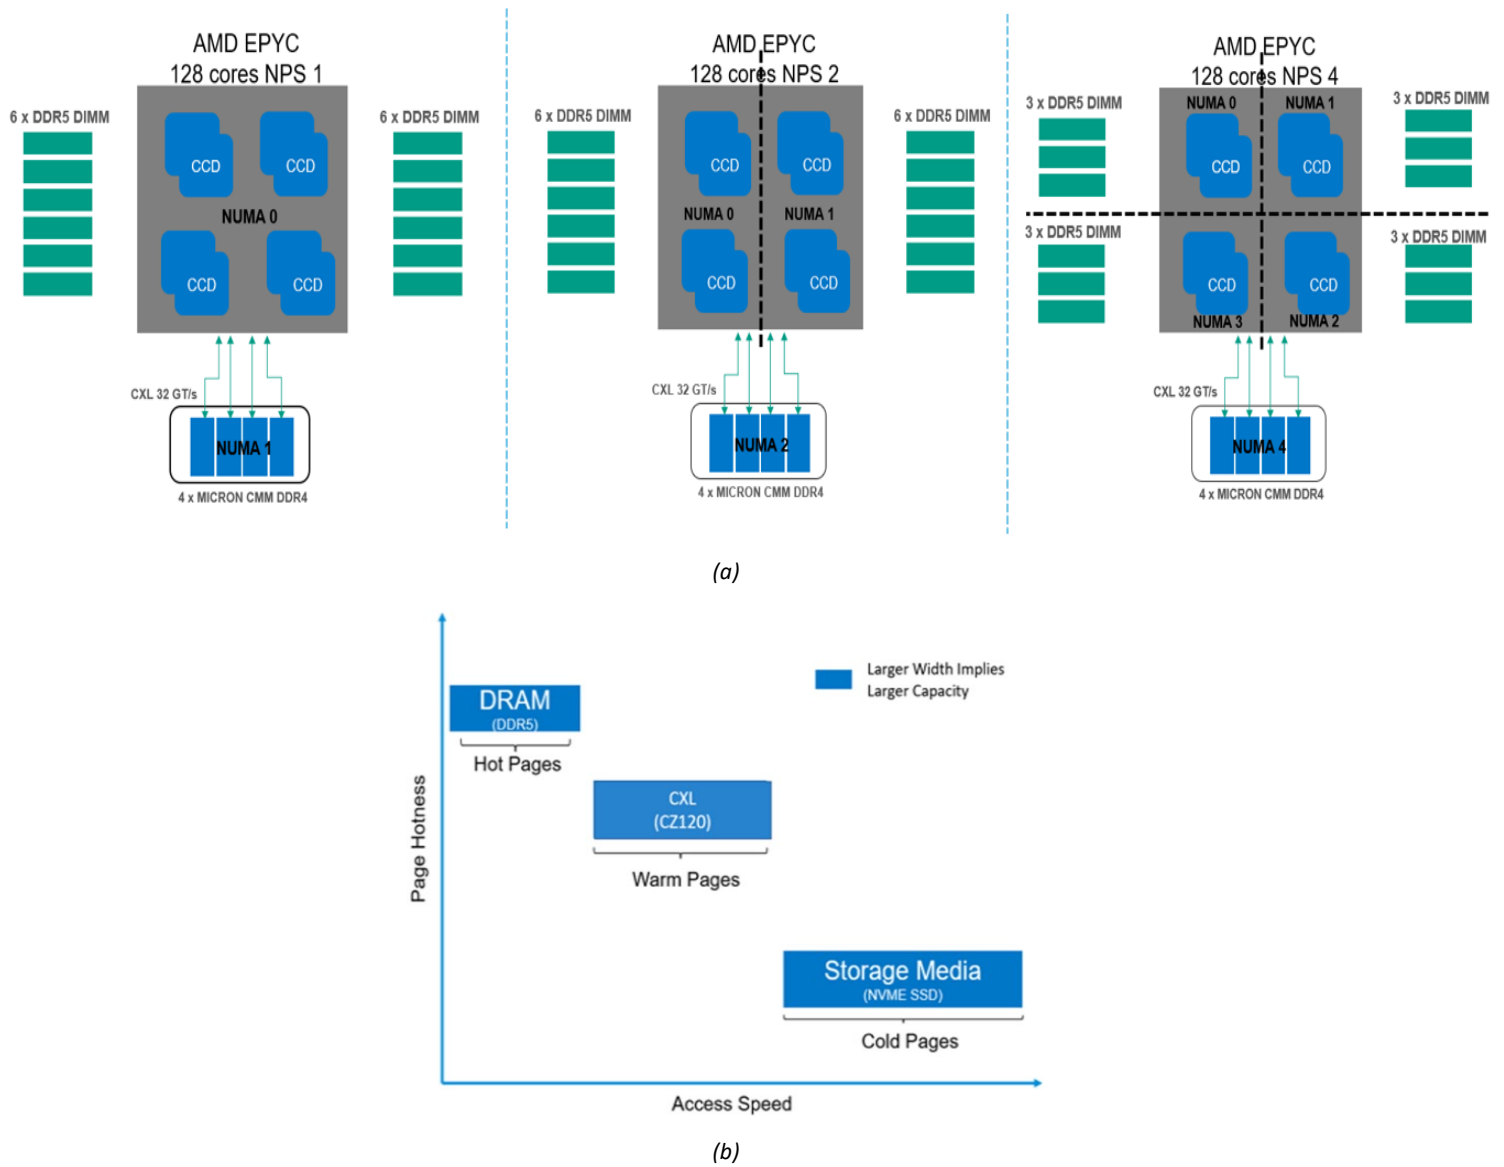 AMD EPYC
128 cores NPS 1
6 x DDR5 DIMM
6 x DDR5 DIMM
CCD
CCD
NUMA 0
CCD
CCD
CXL 32 GT/s
NUMA 1
4 x MICRON CMM DDR4
AMD EPYC
128 cores NPS 2
6 x DDR5 DIMM
6 x DDR5 DIMM
CCD
CCD
NUMA 0
NUMA 1
CCD
CCD
CXL 32 GT/s
NUMA 2
4 x MICRON CMM DDR4
AMD EPYC
128 cores NPS 4
3 x DDR5 DIMM
NUMA 0
NUMA 1
3 x DDR5 DIMM
CCD
CCD
3 x DDR5 DIMM
3 x DDR5 DIMM
CCD
CCD
NUMA 3
NUMA 2
CXL 32 GT/s
NUMA 4
4 x MICRON CMM DDR4
(a)
Larger Width Implies
Larger Capacity
DRAM
(DDR5)
Hot Pages
CXL
(CZ120)
Warm Pages
Page Hotness
Storage Media
(NVME SSD)
Cold Pages
Access Speed
(b)